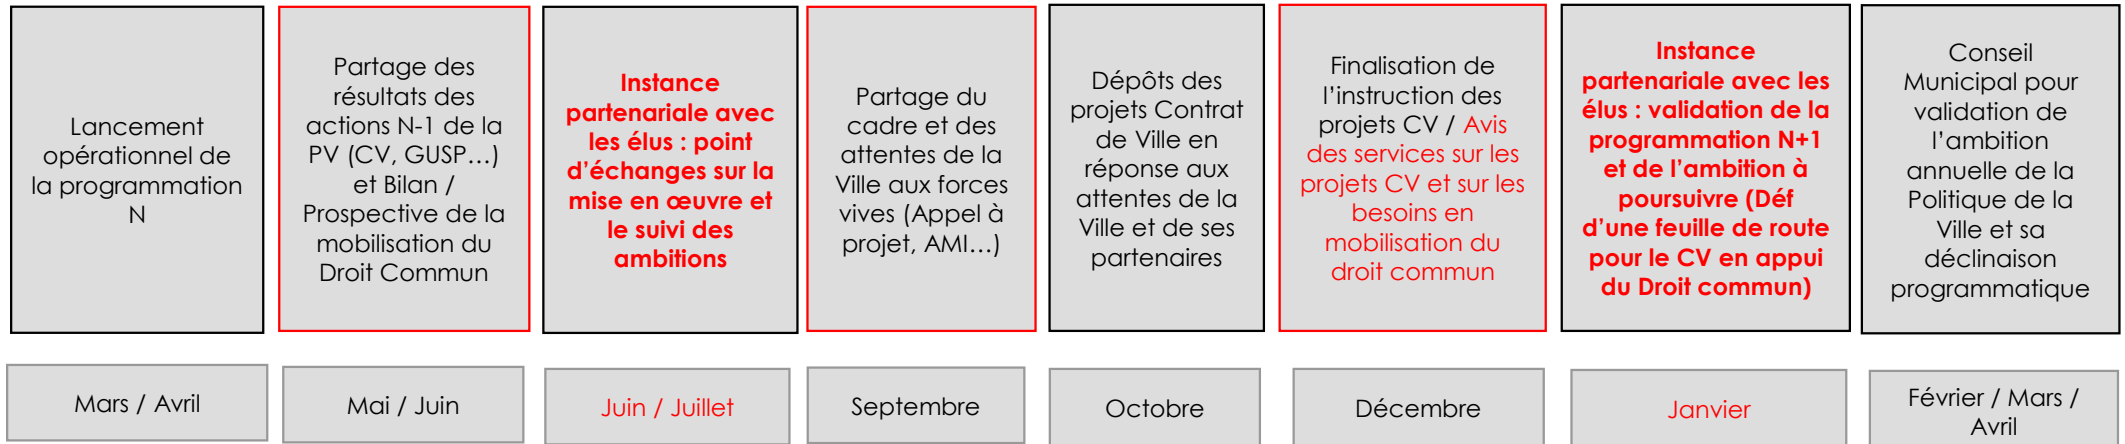 Lancement
opérationnel de
la programmation
N
Partage des
résultats des
actions N-1 de la
PV (CV, GUSP…)
et Bilan /
Prospective de la
mobilisation du
Droit Commun
Instance
partenariale avec
les élus : point
d’échanges sur la
mise en œuvre et
le suivi des
ambitions
Partage du
cadre et des
attentes de la
Ville aux forces
vives (Appel à
projet, AMI…)
Dépôts des
projets Contrat
de Ville en
réponse aux
attentes de la
Ville et de ses
partenaires
Finalisation de
l’instruction des
projets CV / Avis
des services sur les
projets CV et sur les
besoins en
mobilisation du
droit commun
Instance
partenariale avec les
élus : validation de la
programmation N+1
et de l’ambition à
poursuivre (Déf
d’une feuille de route
pour le CV en appui
du Droit commun)
Conseil
Municipal pour
validation de
l’ambition
annuelle de la
Politique de la
Ville et sa
déclinaison
programmatique
Mars / Avril
Mai / Juin
Juin / Juillet
Septembre
Octobre
Décembre
Janvier
Février / Mars /
Avril